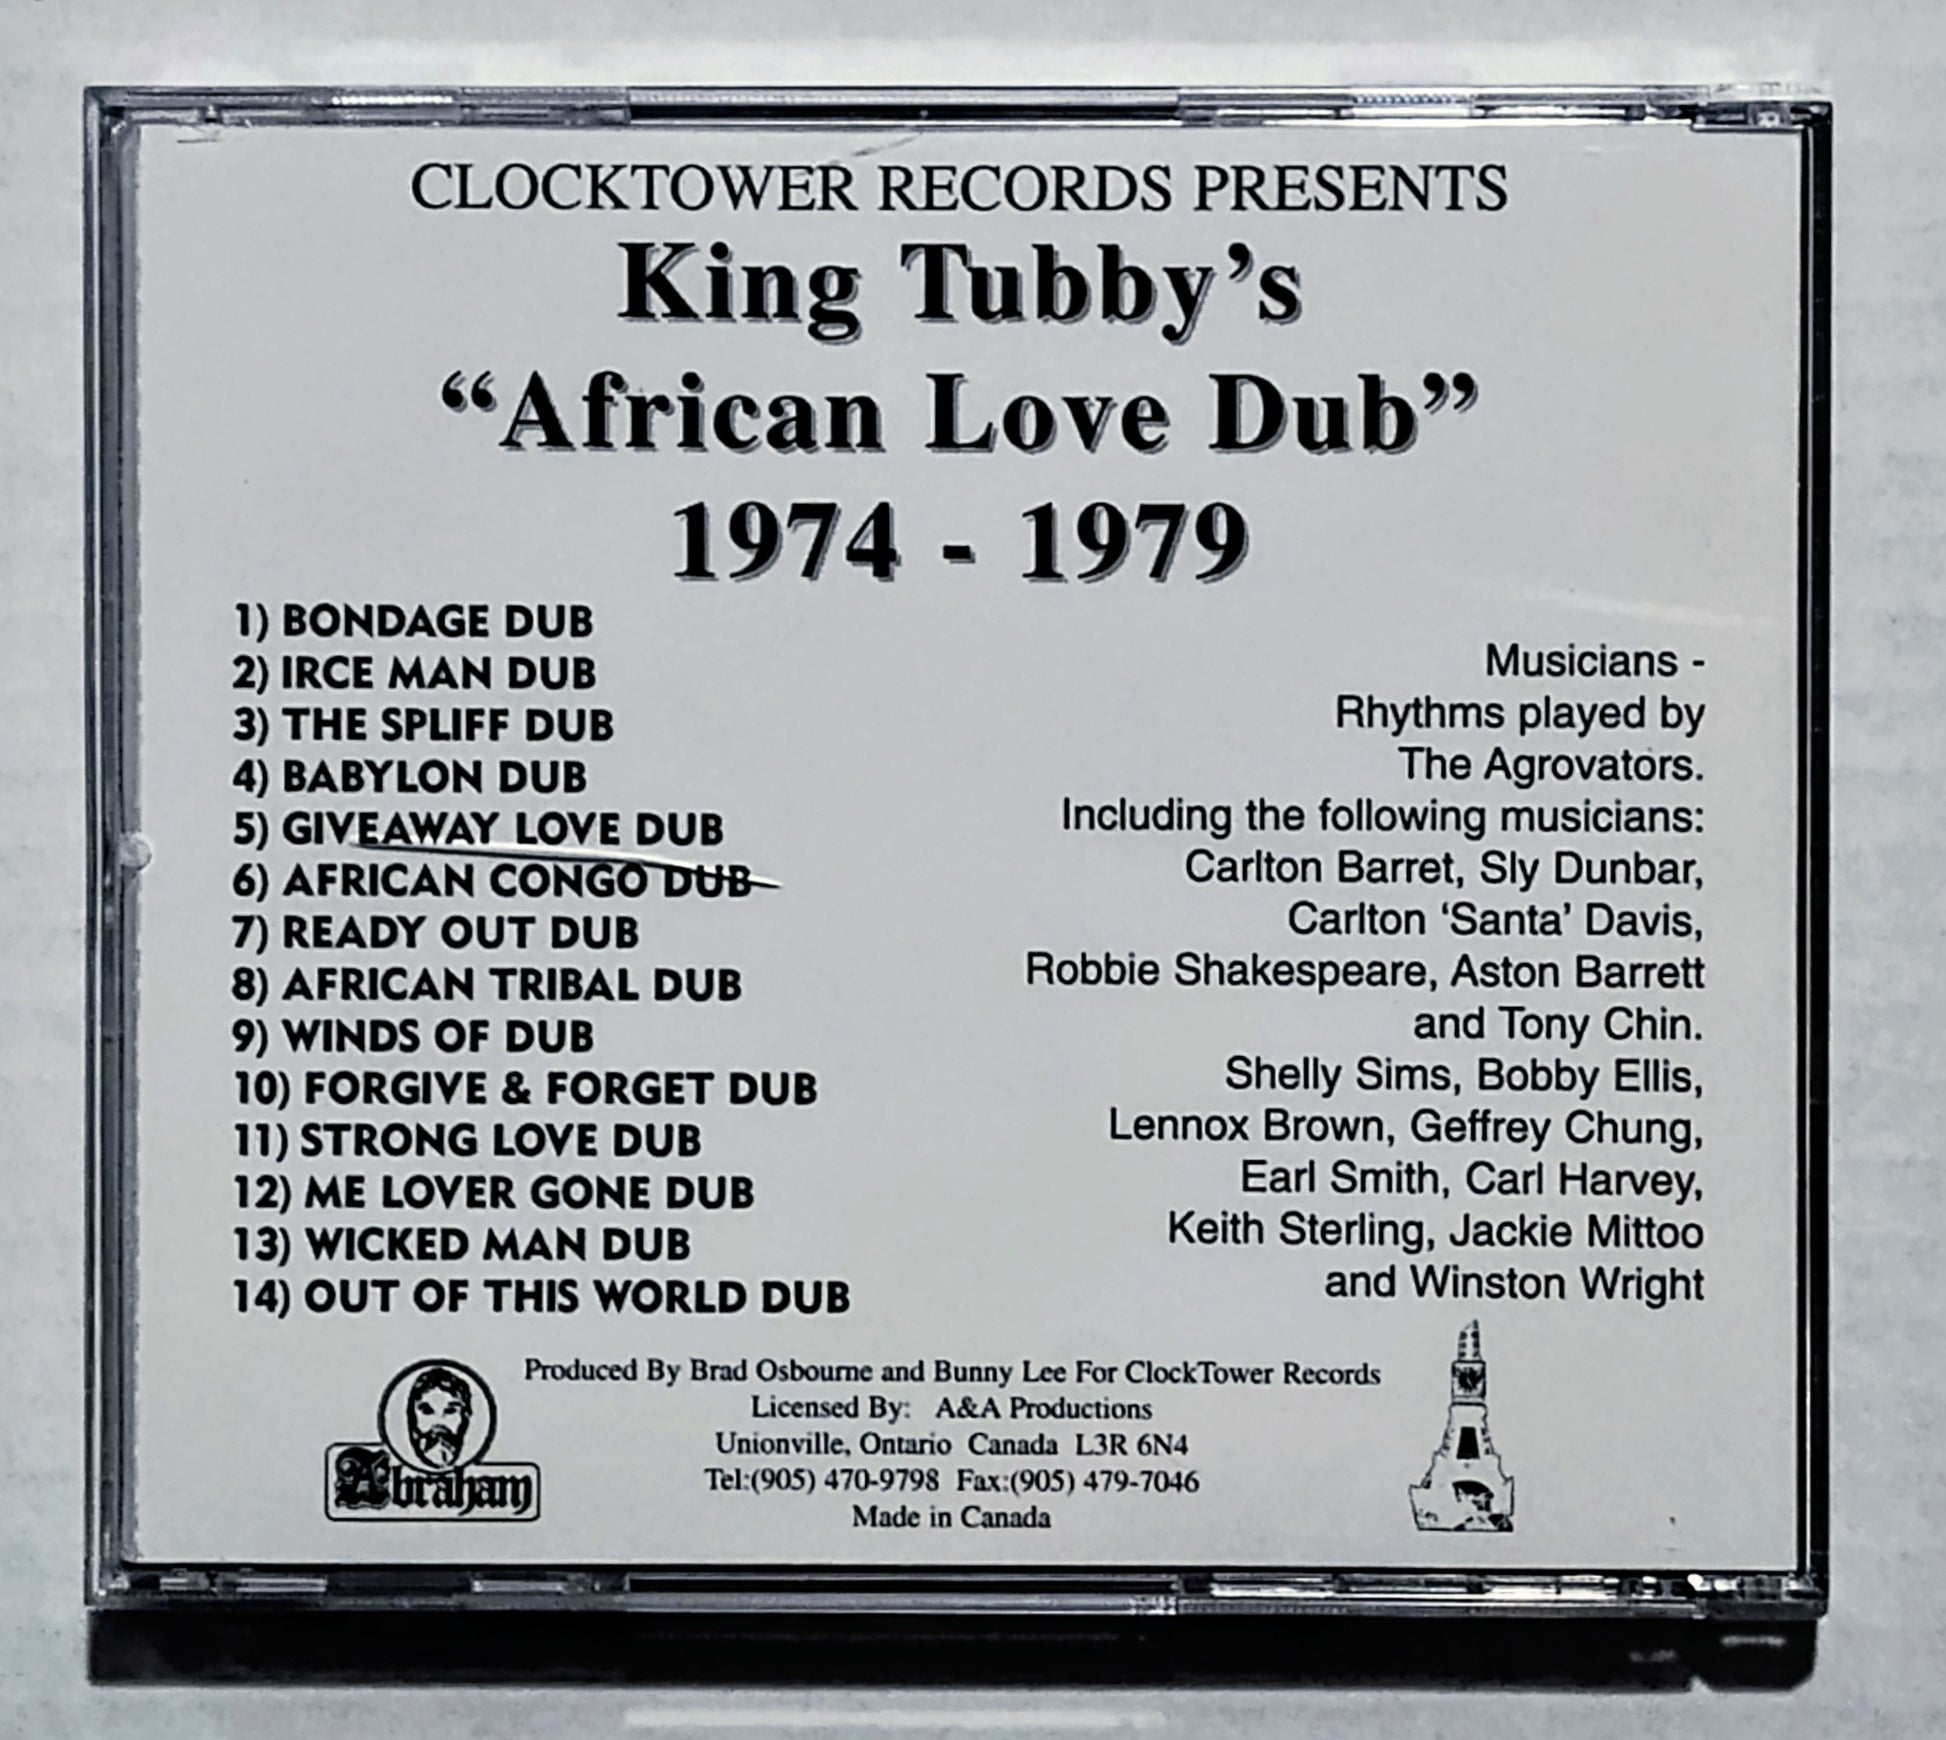 CLOCKTOWER RECORDS PRESENTS
King Tubby’s
“African Love Dub”
1974 - 1979
1) BONDAGE DUB
2) IRCE MAN DUB
3) THE SPLIFF DUB
4) BABYLON DUB
5) GIVEAWAY LOVE DUB
6) AFRICAN CONGO DUB
7) READY OUT DUB
8) AFRICAN TRIBAL DUB
9) WINDS OF DUB
10) FORGIVE & FORGET DUB
11) STRONG LOVE DUB
12) ME LOVER GONE DUB
13) WICKED MAN DUB
14) OUT OF THIS WORLD DUB
Musicians -
Rhythms played by
The Agrovators.
Including the following musicians:
Carlton Barret, Sly Dunbar,
Carlton ‘Santa’ Davis,
Robbie Shakespeare, Aston Barrett
and Tony Chin.
Shelly Sims, Bobby Ellis,
Lennox Brown, Geffrey Chung,
Earl Smith, Carl Harvey,
Keith Sterling, Jackie Mittoo
and Winston Wright
Abraham
Produced By Brad Osbourne and Bunny Lee For ClockTower Records
Licensed By: A&A Productions
Unionville, Ontario Canada L3R 6N4
Tel:(905) 470-9798 Fax:(905) 479-7046
Made in Canada